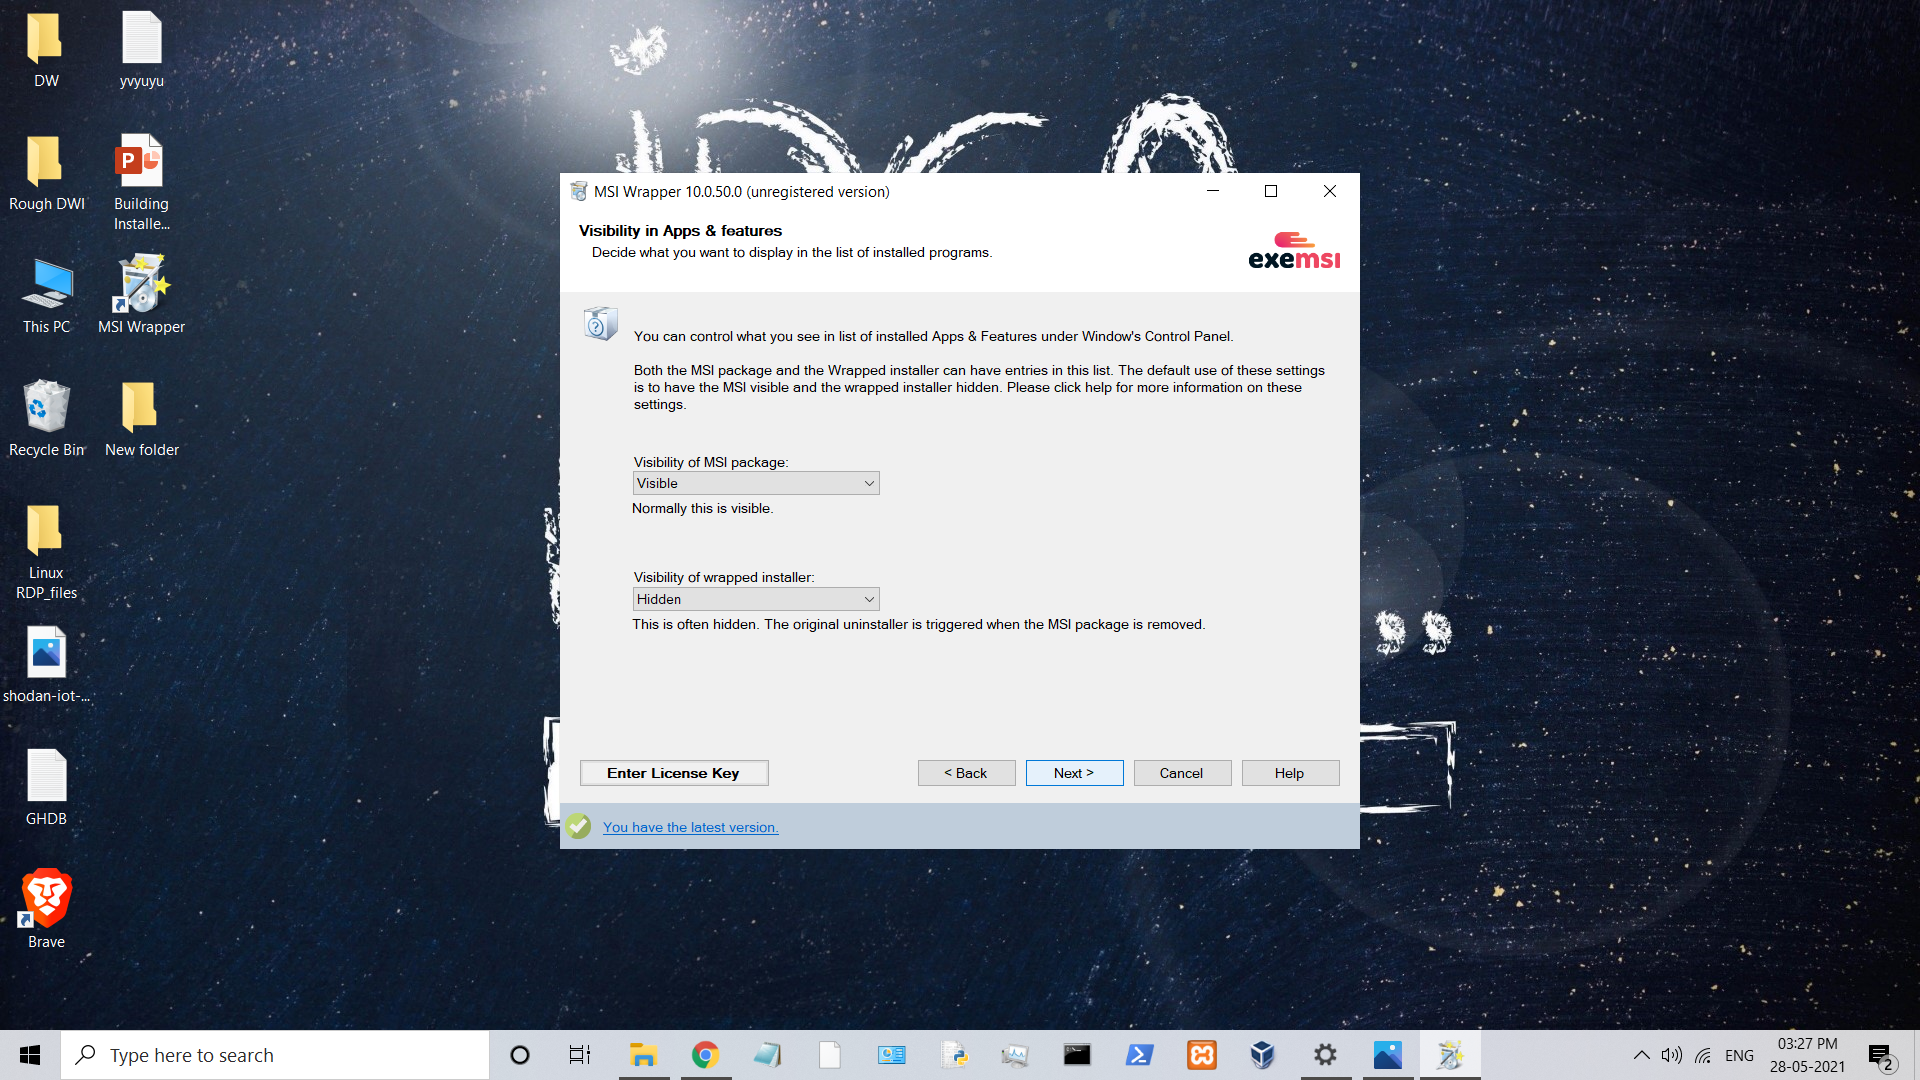 DW
yvyuyu
Rough DWI
Building
Installe...
This PC
MSI Wrapper
Recycle Bin
New folder
Linux
RDP_files
shodan-iot-...
GHDB
Brave
MSI Wrapper 10.0.50.0 (unregistered version)
Visibility in Apps & features
Decide what you want to display in the list of installed programs.
exemsi
You can control what you see in list of installed Apps & Features under Window's Control Panel.
Both the MSI package and the Wrapped installer can have entries in this list. The default use of these settings
is to have the MSI visible and the wrapped installer hidden. Please click help for more information on these
settings.
Visibility of MSI package:
Visible
Normally this is visible.
Visibility of wrapped installer:
Hidden
This is often hidden. The original uninstaller is triggered when the MSI package is removed.
Enter License Key
< Back
Next >
Cancel
Help
You have the latest version.
Type here to search
ENG
03:27 PM
28-05-2021
2